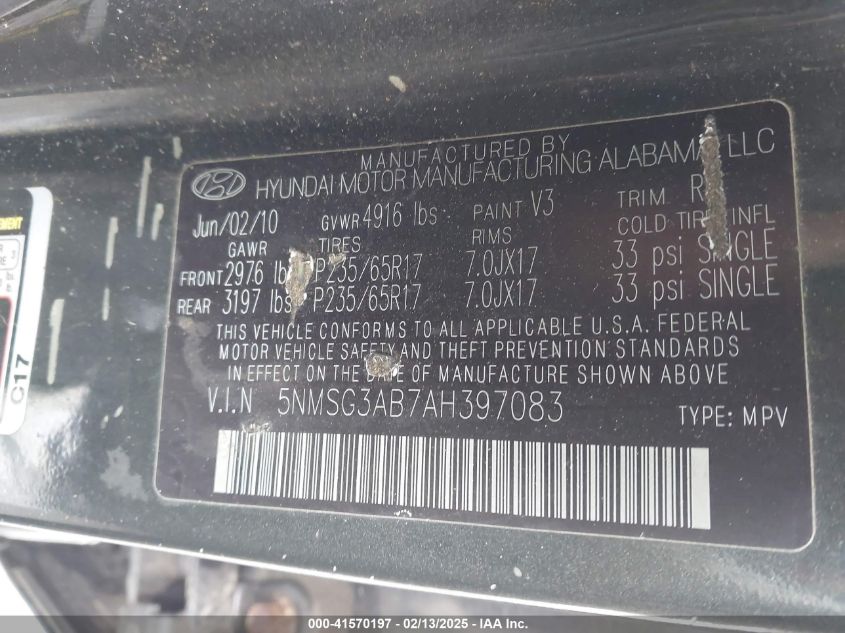 MANUFACTURED BY
HYUNDAI MOTOR MANUFACTURING ALABAMA, LLC
Jun/02/10 GVWR 4916 lbs PAINT V3 TRIM
GAWR TIRES RIMS COLD TIRE INFL
FRONT 2976 lbs P235/65R17 7.0JX17 33 psi SINGLE
REAR 3197 lbs P235/65R17 7.0JX17 33 psi SINGLE
THIS VEHICLE CONFORMS TO ALL APPLICABLE U.S.A. FEDERAL
MOTOR VEHICLE SAFETY AND THEFT PREVENTION STANDARDS
IN EFFECT ON THE DATE OF MANUFACTURE SHOWN ABOVE
V.I.N 5NMSG3AB7AH397083 TYPE: MPV
C17
000-41570197 - 02/13/2025 - IAA Inc.